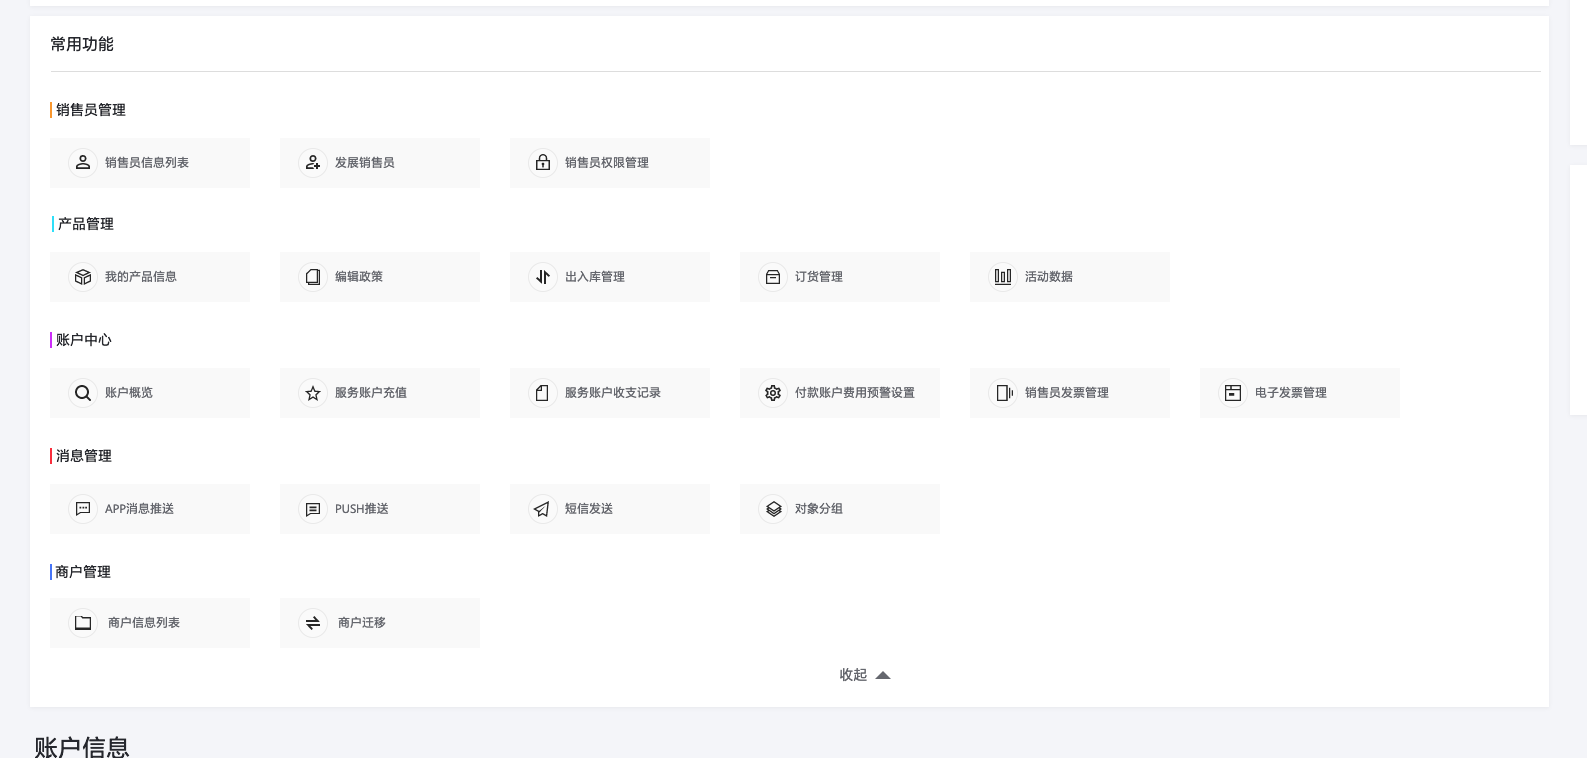 常用功能
销售员管理
销售员信息列表 发展销售员 销售员权限管理
产品管理
我的产品信息 编辑政策 出入库管理 订货管理 活动数据
账户中心
账户概览 服务账户充值 服务账户收支记录 付款账户费用预警设置 销售员发票管理 电子发票管理
消息管理
APP消息推送 PUSH推送 短信发送 对象分组
商户管理
商户信息列表 商户迁移
收起
账户信息